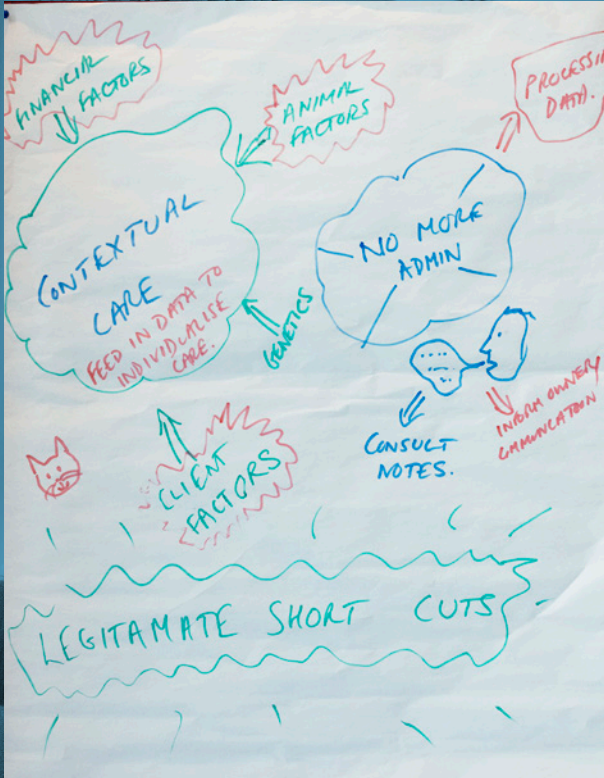 FINANCIAL
FACTORS
ANIMAL
FACTORS
PROCESSING
DATA.
CONTEXTUAL
CARE
FEED IN DATA TO
INDIVIDUALISE
CARE.
GENETICS
NO MORE
ADMIN
CONSULT
NOTES.
INFORM OWNER
COMMUNICATION
CLIENT
FACTORS
LEGITAMATE SHORT CUTS